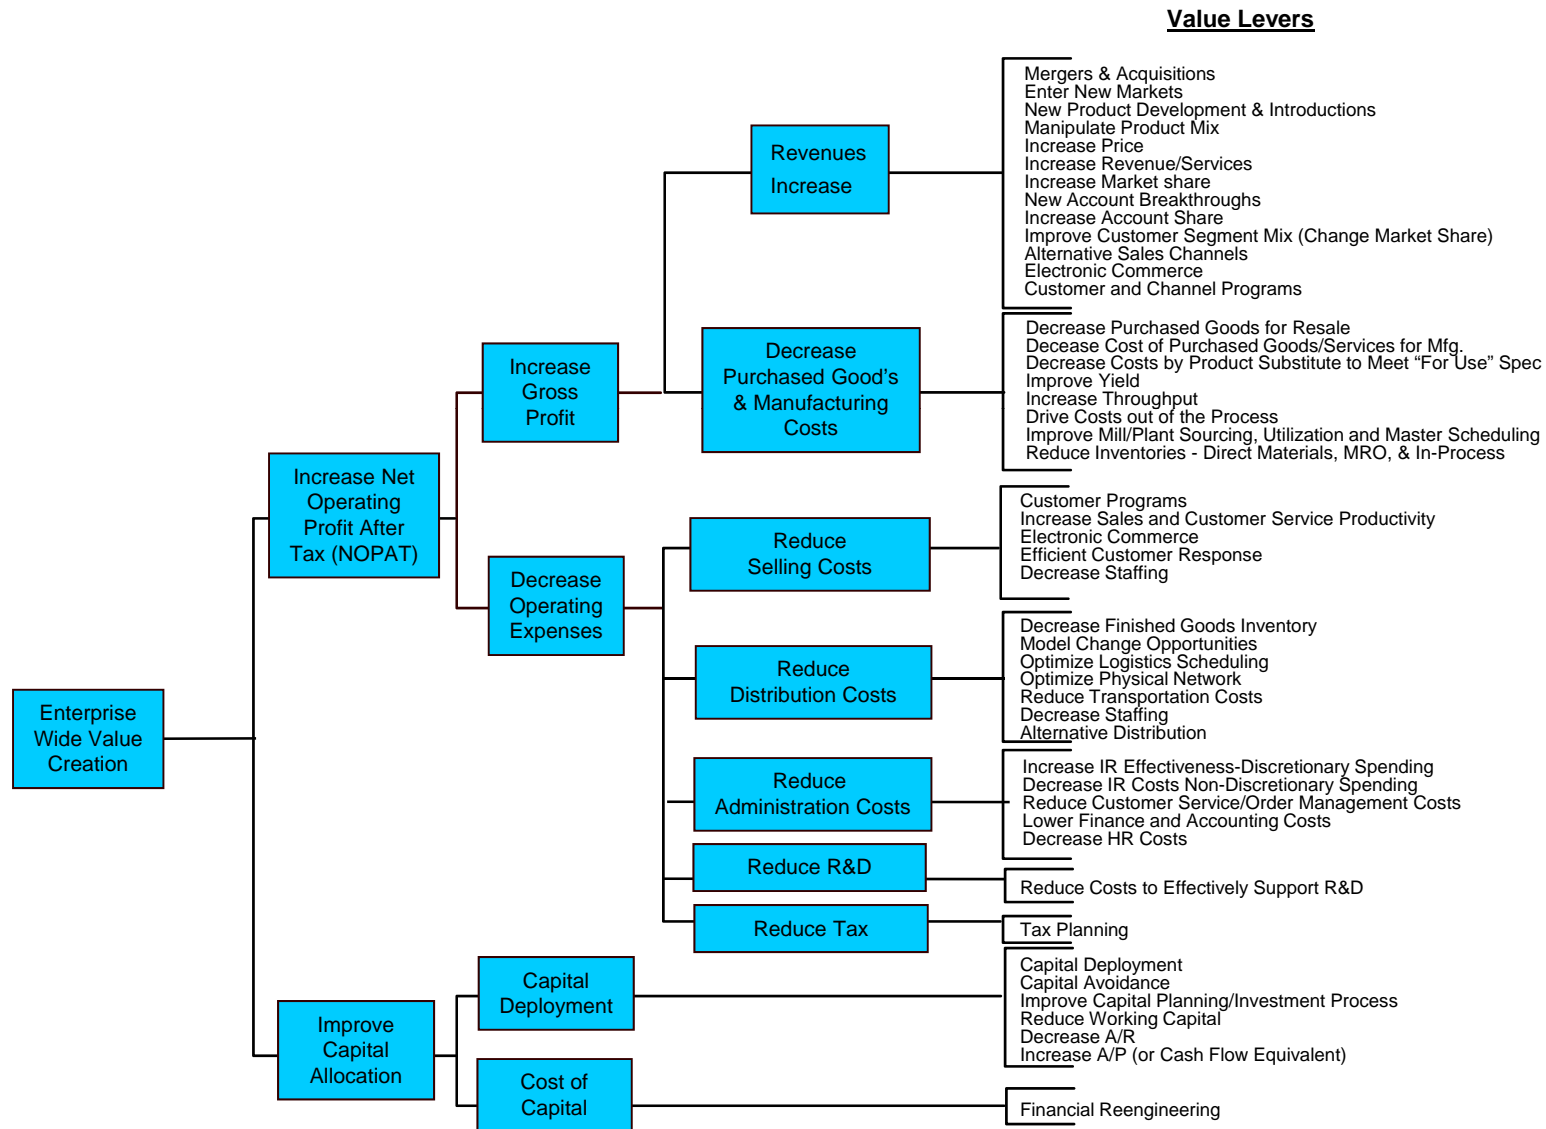 Value Levers
Mergers & Acquisitions
Enter New Markets
New Product Development & Introductions
Manipulate Product Mix
Increase Price
Increase Revenue/Services
Increase Market share
New Account Breakthroughs
Increase Account Share
Improve Customer Segment Mix (Change Market Share)
Alternative Sales Channels
Electronic Commerce
Customer and Channel Programs
Revenues
Increase
Decrease Purchased Goods for Resale
Decease Cost of Purchased Goods/Services for Mfg.
Decrease Costs by Product Substitute to Meet “For Use” Spec
Improve Yield
Increase Throughput
Drive Costs out of the Process
Improve Mill/Plant Sourcing, Utilization and Master Scheduling
Reduce Inventories - Direct Materials, MRO, & In-Process
Decrease
Purchased Good's
& Manufacturing
Costs
Increase
Gross
Profit
Increase Net
Operating
Profit After
Tax (NOPAT)
Customer Programs
Increase Sales and Customer Service Productivity
Electronic Commerce
Efficient Customer Response
Decrease Staffing
Reduce
Selling Costs
Decrease
Operating
Expenses
Decrease Finished Goods Inventory
Model Change Opportunities
Optimize Logistics Scheduling
Optimize Physical Network
Reduce Transportation Costs
Decrease Staffing
Alternative Distribution
Reduce
Distribution Costs
Enterprise
Wide Value
Creation
Increase IR Effectiveness-Discretionary Spending
Decrease IR Costs Non-Discretionary Spending
Reduce Customer Service/Order Management Costs
Lower Finance and Accounting Costs
Decrease HR Costs
Reduce
Administration Costs
Reduce R&D
Reduce Costs to Effectively Support R&D
Reduce Tax
Tax Planning
Capital
Deployment
Capital Deployment
Capital Avoidance
Improve Capital Planning/Investment Process
Reduce Working Capital
Decrease A/R
Increase A/P (or Cash Flow Equivalent)
Improve
Capital
Allocation
Cost of
Capital
Financial Reengineering